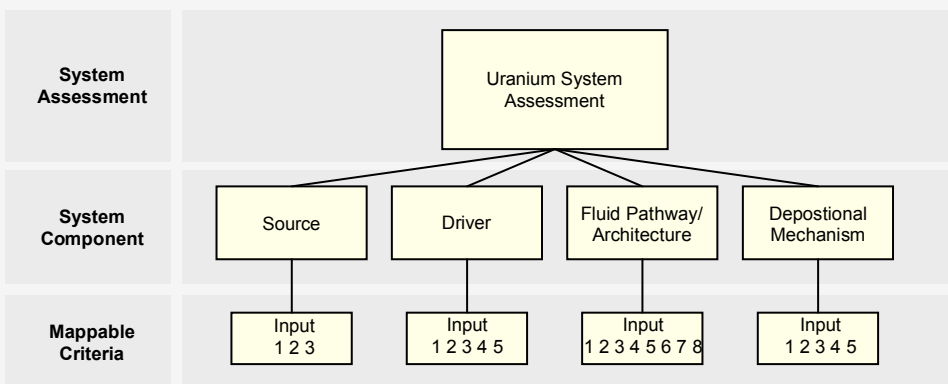 System
Assessment
Uranium System
Assessment
System
Component
Source
Driver
Fluid Pathway/
Architecture
Depostional
Mechanism
Mappable
Criteria
Input
1 2 3
Input
1 2 3 4 5
Input
1 2 3 4 5 6 7 8
Input
1 2 3 4 5